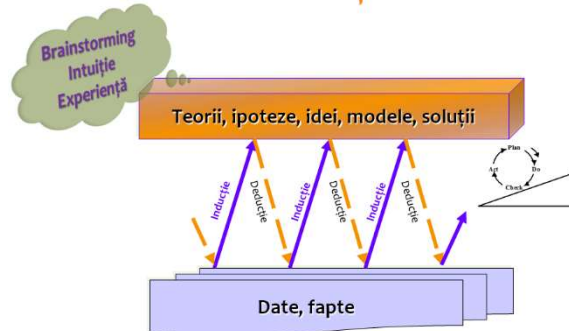 Brainstorming
Intuiție
Experiență
Teorii, ipoteze, idei, modele, soluții
Inducție
Deducție
Inducție
Deducție
Inducție
Deducție
Plan
Act
Do
Check
Date, fapte